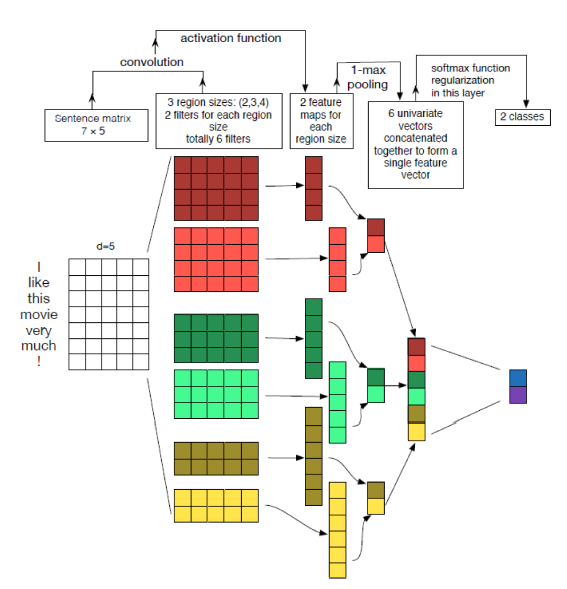 activation function
convolution
1-max
pooling
softmax function
regularization
in this layer
Sentence matrix
7 × 5
3 region sizes: (2,3,4)
2 filters for each region
size
totally 6 filters
2 feature
maps for
each
region size
6 univariate
vectors
concatenated
together to form a
single feature
vector
2 classes
d=5
I
like
this
movie
very
much
!